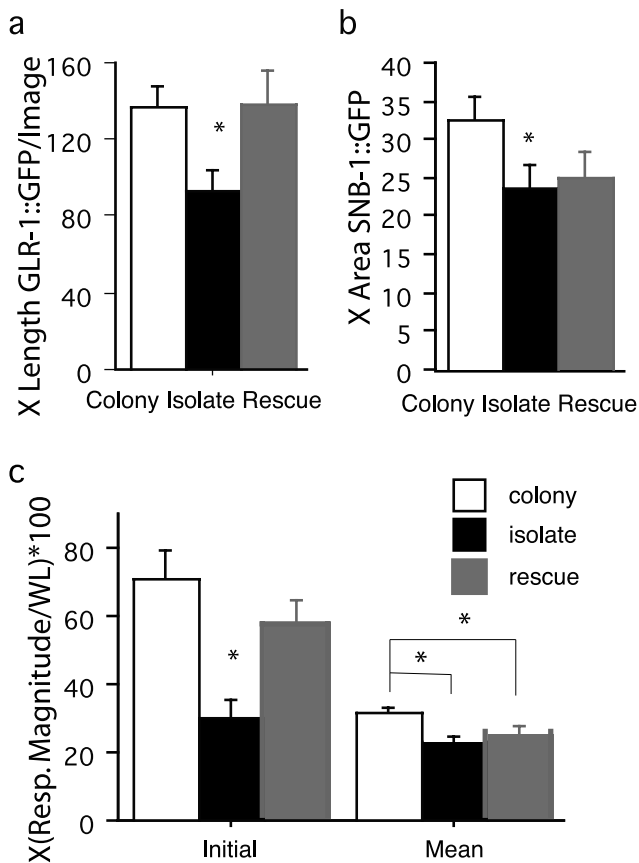 a
X Length GLR-1::GFP/Image
160
120
80
40
0
*
Colony Isolate Rescue
b
X Area SNB-1::GFP
40
35
30
25
20
15
10
5
0
*
Colony Isolate Rescue
c
X(Resp. Magnitude/WL)*100
80
60
40
20
0
colony
isolate
rescue
*
*
*
Initial
Mean